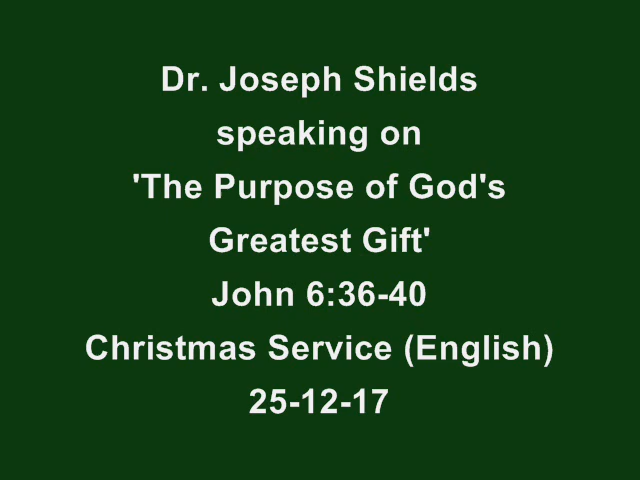 Dr. Joseph Shields
speaking on
'The Purpose of God's
Greatest Gift'
John 6:36-40
Christmas Service (English)
25-12-17